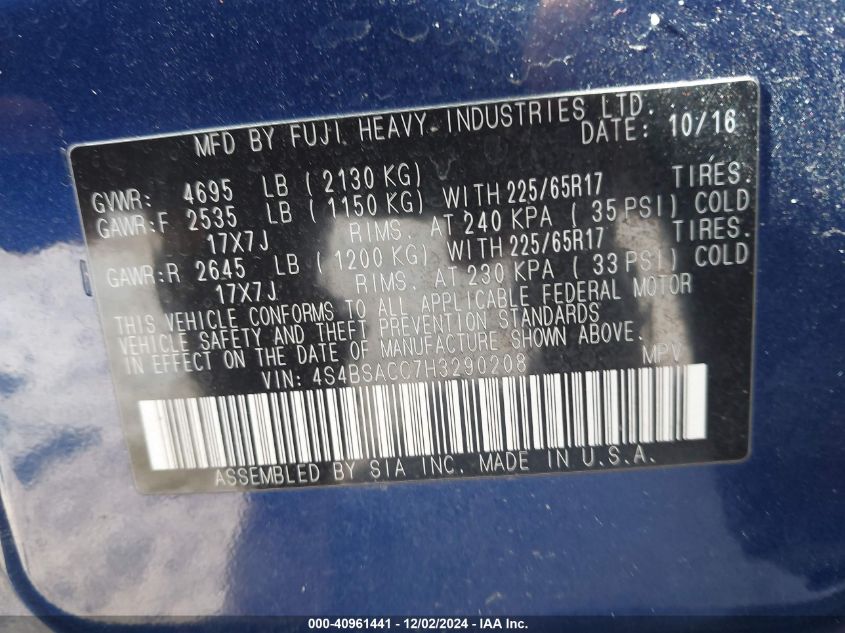 MFD BY FUJI HEAVY INDUSTRIES LTD.
DATE: 10/16
GVWR: 4695 LB ( 2130 KG)
GAWR:F 2535 LB ( 1150 KG) WITH 225/65R17 TIRES.
17X7J RIMS. AT 240 KPA ( 35 PSI) COLD
GAWR:R 2645 LB ( 1200 KG) WITH 225/65R17 TIRES.
17X7J RIMS. AT 230 KPA ( 33 PSI) COLD
THIS VEHICLE CONFORMS TO ALL APPLICABLE FEDERAL MOTOR
VEHICLE SAFETY AND THEFT PREVENTION STANDARDS
IN EFFECT ON THE DATE OF MANUFACTURE SHOWN ABOVE.
VIN: 4S4BSACC7H3290208 MPV
ASSEMBLED BY SIA INC. MADE IN U.S.A.
000-40961441 - 12/02/2024 - https://www.iaai.com/